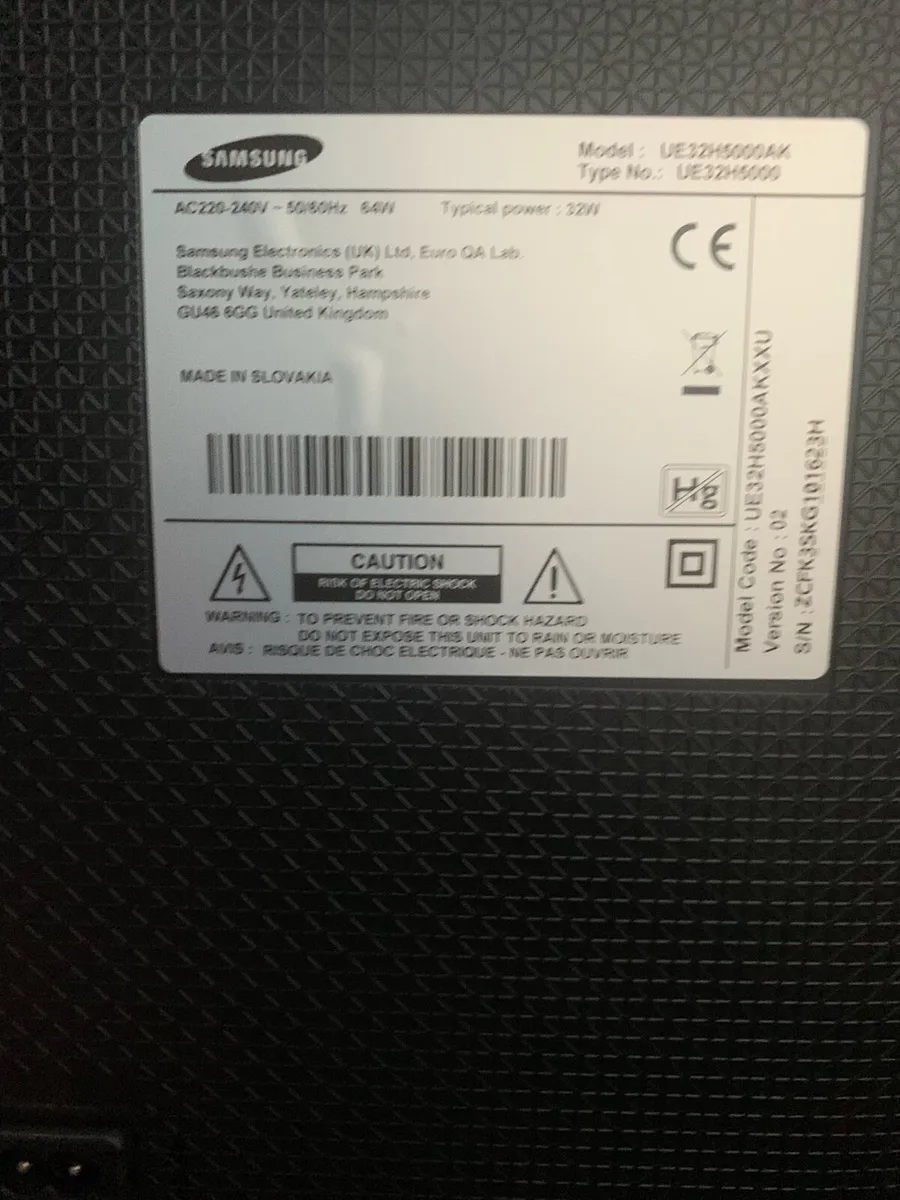 SAMSUNG
Model : UE32H5000AK
Type No.: UE32H5000
AC220-240V ~ 50/60Hz 64W Typical power : 32W
Samsung Electronics (UK) Ltd, Euro QA Lab.
Blackbushe Business Park
Saxony Way, Yateley, Hampshire
GU46 6GG United Kingdom
CE
MADE IN SLOVAKIA
Hg
CAUTION
RISK OF ELECTRIC SHOCK
DO NOT OPEN
WARNING : TO PREVENT FIRE OR SHOCK HAZARD
DO NOT EXPOSE THIS UNIT TO RAIN OR MOISTURE
AVIS : RISQUE DE CHOC ELECTRIQUE - NE PAS OUVRIR
Model Code : UE32H5000AKXXU
Version No : 02
S/N : ZCFK3SKG101623H